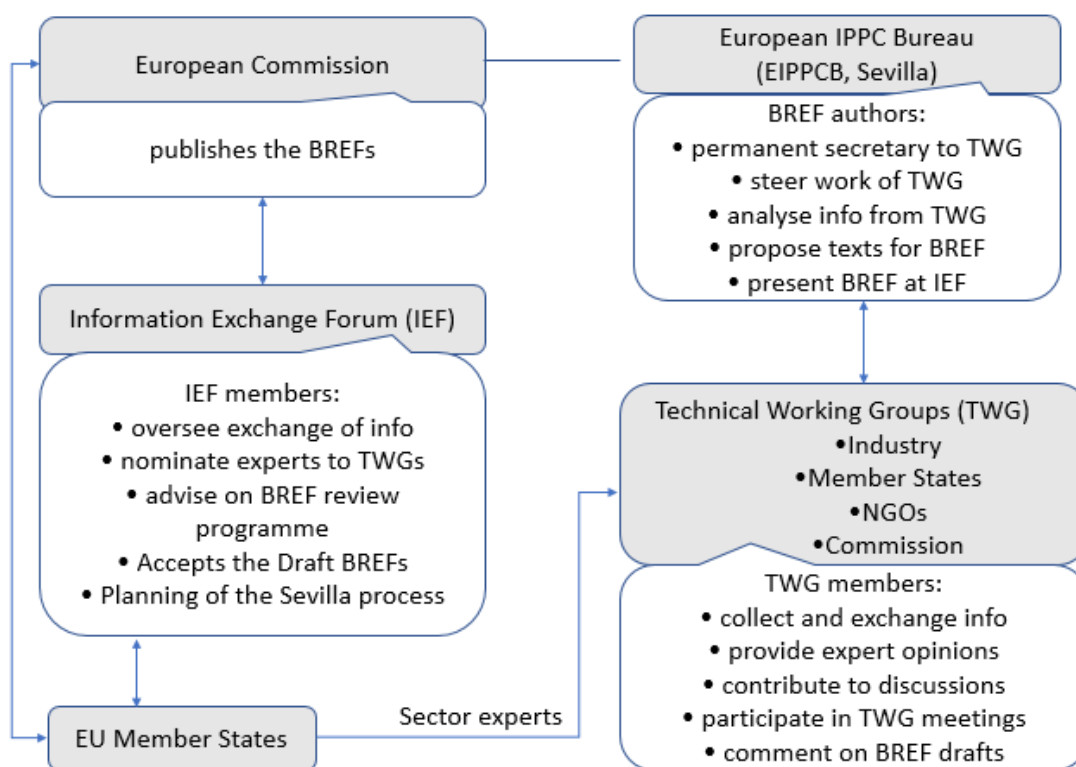 European Commission
publishes the BREFs
European IPPC Bureau
(EIPPCB, Sevilla)
BREF authors:
• permanent secretary to TWG
• steer work of TWG
• analyse info from TWG
• propose texts for BREF
• present BREF at IEF
Information Exchange Forum (IEF)
IEF members:
• oversee exchange of info
• nominate experts to TWGs
• advise on BREF review
programme
• Accepts the Draft BREFs
• Planning of the Sevilla process
Technical Working Groups (TWG)
•Industry
•Member States
•NGOs
•Commission
TWG members:
• collect and exchange info
• provide expert opinions
• contribute to discussions
• participate in TWG meetings
• comment on BREF drafts
EU Member States
Sector experts